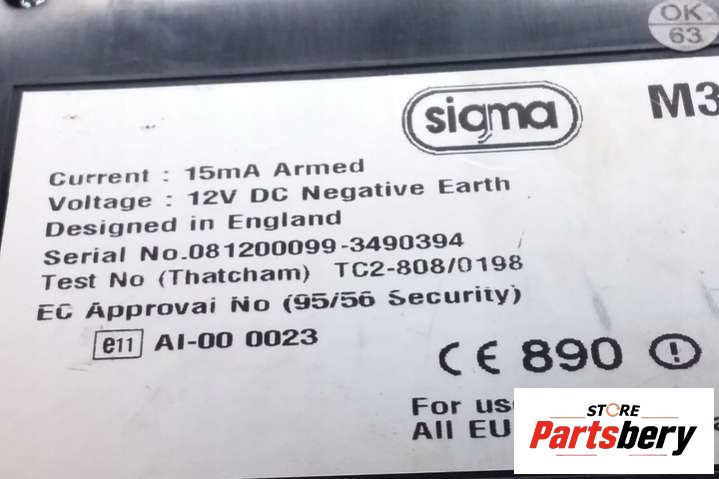 OK
63
sigma
M3
Current : 15mA Armed
Voltage : 12V DC Negative Earth
Designed in England
Serial No.081200099-3490394
Test No (Thatcham) TC2-808/0198
EC Approvai No (95/56 Security)
e11 AI-00 0023
CE 890
For us
All EU
STORE
Partsbery